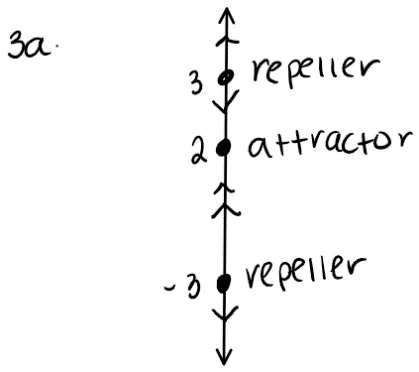 3a.
3 repeller
2 attractor
-3 repeller